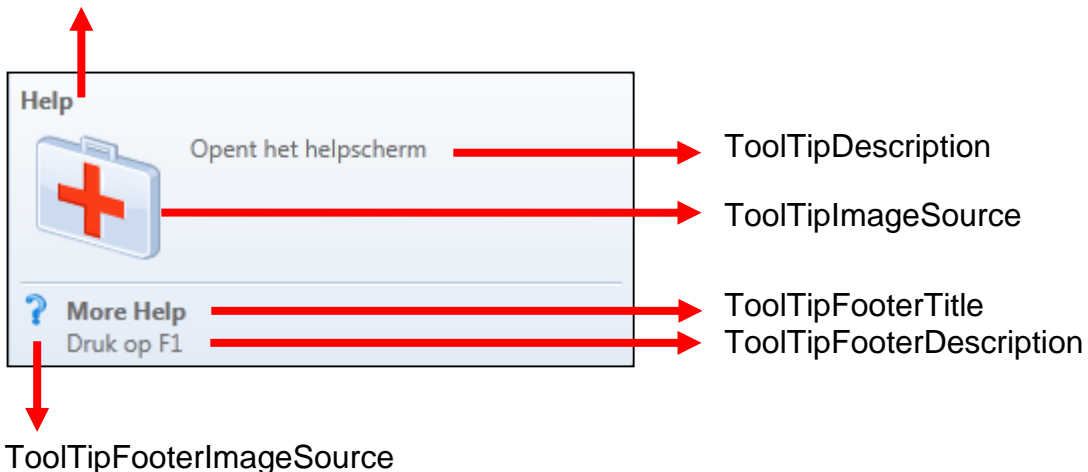 Help
Opent het helpscherm
ToolTipDescription
ToolTipImageSource
More Help
ToolTipFooterTitle
Druk op F1
ToolTipFooterDescription
ToolTipFooterImageSource